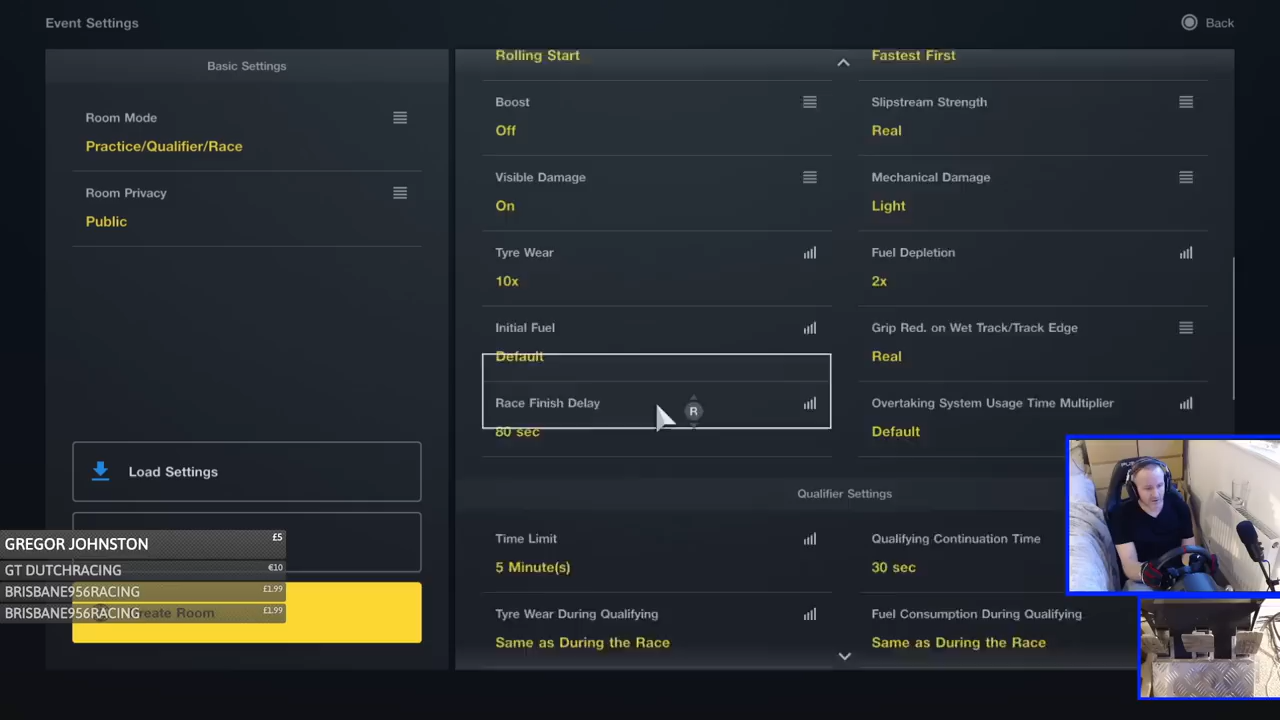 Event Settings
Back
Basic Settings
Room Mode
Practice/Qualifier/Race
Room Privacy
Public
Load Settings
Create Room
GREGOR JOHNSTON £5
GT DUTCHRACING €10
BRISBANE956RACING £1.99
BRISBANE956RACING £1.99
Rolling Start
Fastest First
Boost
Off
Slipstream Strength
Real
Visible Damage
On
Mechanical Damage
Light
Tyre Wear
10x
Fuel Depletion
2x
Initial Fuel
Default
Grip Red. on Wet Track/Track Edge
Real
Race Finish Delay
80 sec
R
Overtaking System Usage Time Multiplier
Default
Qualifier Settings
Time Limit
5 Minute(s)
Qualifying Continuation Time
30 sec
Tyre Wear During Qualifying
Same as During the Race
Fuel Consumption During Qualifying
Same as During the Race